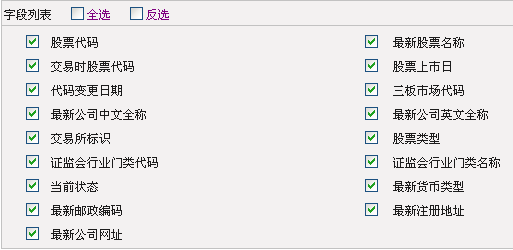 字段列表 全选 反选
股票代码 最新股票名称
交易时股票代码 股票上市日
代码变更日期 三板市场代码
最新公司中文全称 最新公司英文全称
交易所标识 股票类型
证监会行业门类代码 证监会行业门类名称
当前状态 最新货币类型
最新邮政编码 最新注册地址
最新公司网址